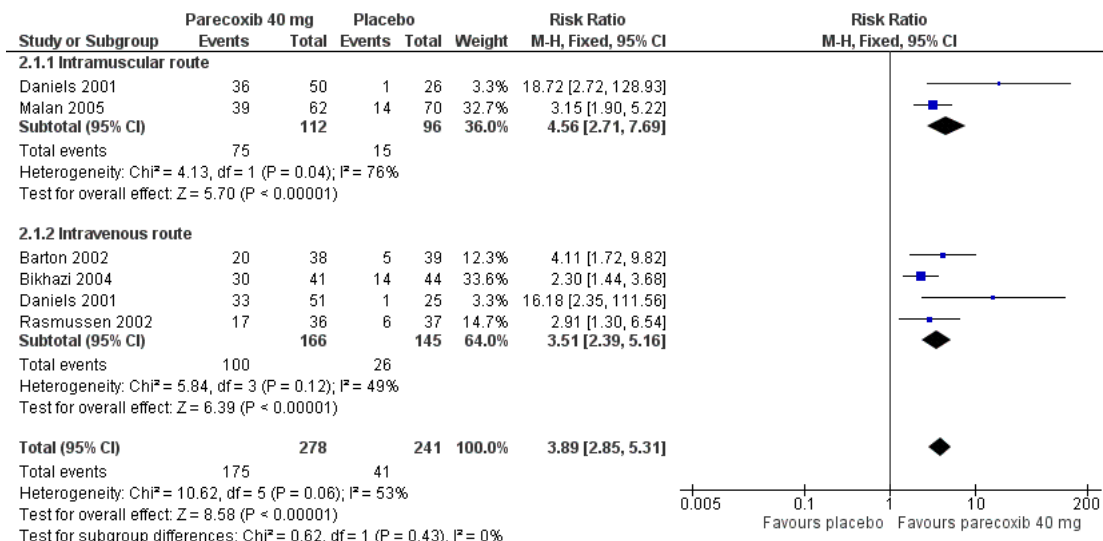 Parecoxib 40 mg Placebo Risk Ratio Risk Ratio
Study or Subgroup Events Total Events Total Weight M-H, Fixed, 95% CI M-H, Fixed, 95% CI
2.1.1 Intramuscular route
Daniels 2001 36 50 1 26 3.3% 18.72 [2.72, 128.93]
Malan 2005 39 62 14 70 32.7% 3.15 [1.90, 5.22]
Subtotal (95% CI) 112 96 36.0% 4.56 [2.71, 7.69]
Total events 75 15
Heterogeneity: Chi² = 4.13, df = 1 (P = 0.04); I² = 76%
Test for overall effect: Z = 5.70 (P < 0.00001)
2.1.2 Intravenous route
Barton 2002 20 38 5 39 12.3% 4.11 [1.72, 9.82]
Bikhazi 2004 30 41 14 44 33.6% 2.30 [1.44, 3.68]
Daniels 2001 33 51 1 25 3.3% 16.18 [2.35, 111.56]
Rasmussen 2002 17 36 6 37 14.7% 2.91 [1.30, 6.54]
Subtotal (95% CI) 166 145 64.0% 3.51 [2.39, 5.16]
Total events 100 26
Heterogeneity: Chi² = 5.84, df = 3 (P = 0.12); I² = 49%
Test for overall effect: Z = 6.39 (P < 0.00001)
Total (95% CI) 278 241 100.0% 3.89 [2.85, 5.31]
Total events 175 41
Heterogeneity: Chi² = 10.62, df = 5 (P = 0.06); I² = 53%
Test for overall effect: Z = 8.58 (P < 0.00001)
Test for subgroup differences: Chi² = 0.62, df = 1 (P = 0.43), I² = 0%
0.005 0.1 1 10 200
Favours placebo Favours parecoxib 40 mg